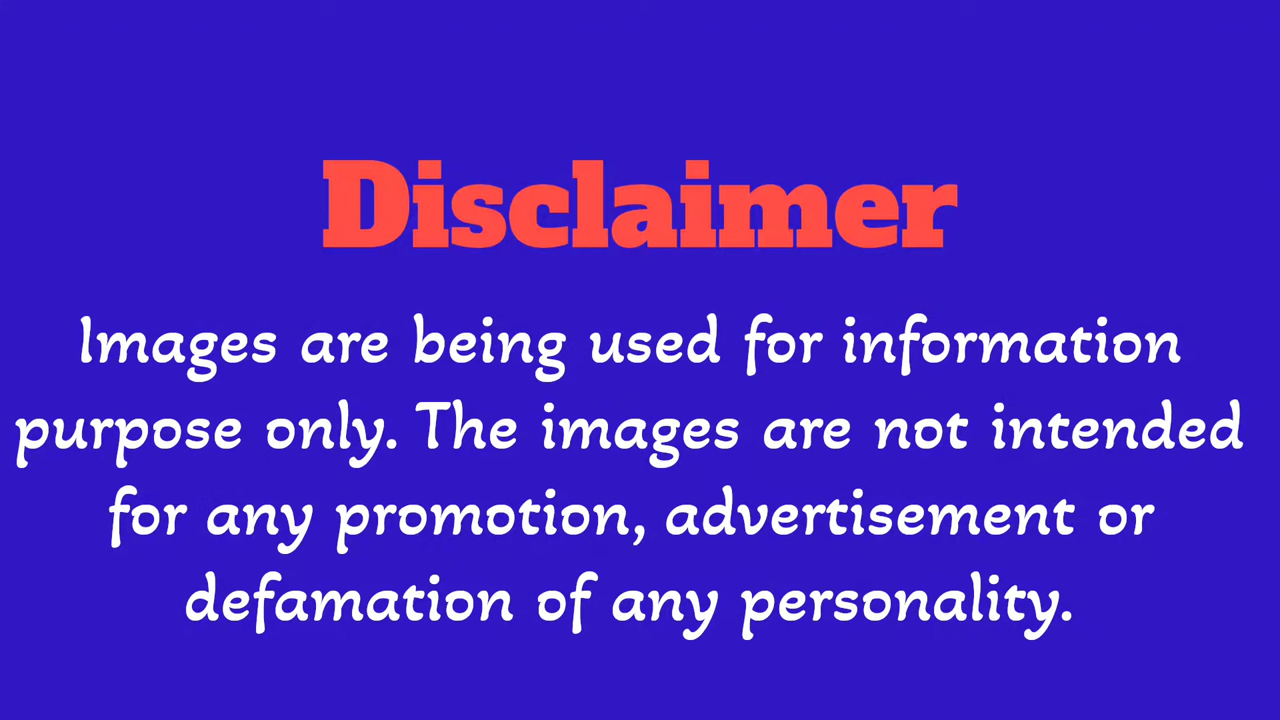 Disclaimer
Images are being used for information
purpose only. The images are not intended
for any promotion, advertisement or
defamation of any personality.